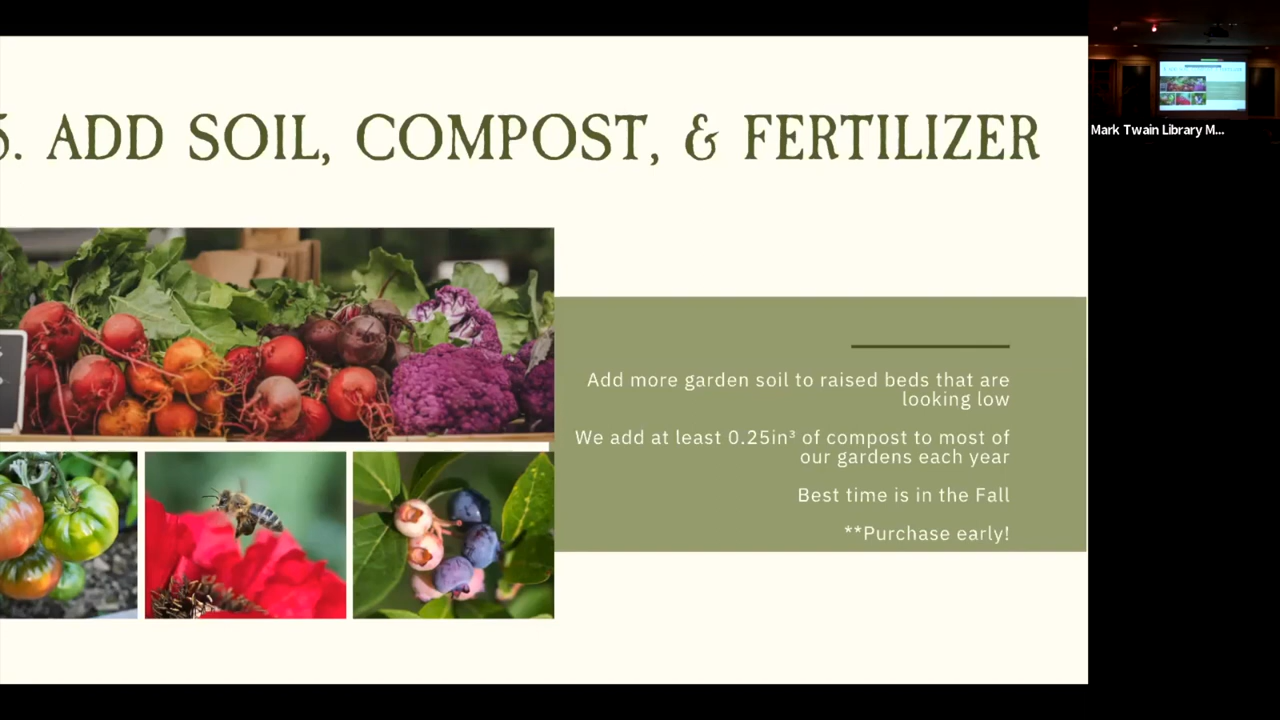 5. ADD SOIL, COMPOST, & FERTILIZER
Add more garden soil to raised beds that are
looking low
We add at least 0.25in³ of compost to most of
our gardens each year
Best time is in the Fall
**Purchase early!
Mark Twain Library M...